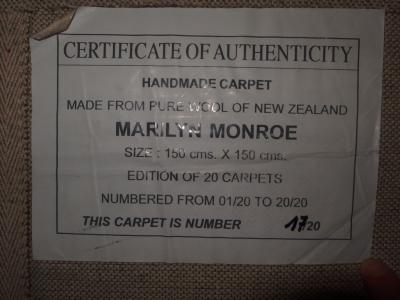 CERTIFICATE OF AUTHENTICITY
HANDMADE CARPET
MADE FROM PURE WOOL OF NEW ZEALAND
MARILYN MONROE
SIZE : 150 cms. X 150 cms.
EDITION OF 20 CARPETS
NUMBERED FROM 01/20 TO 20/20
THIS CARPET IS NUMBER 17/20